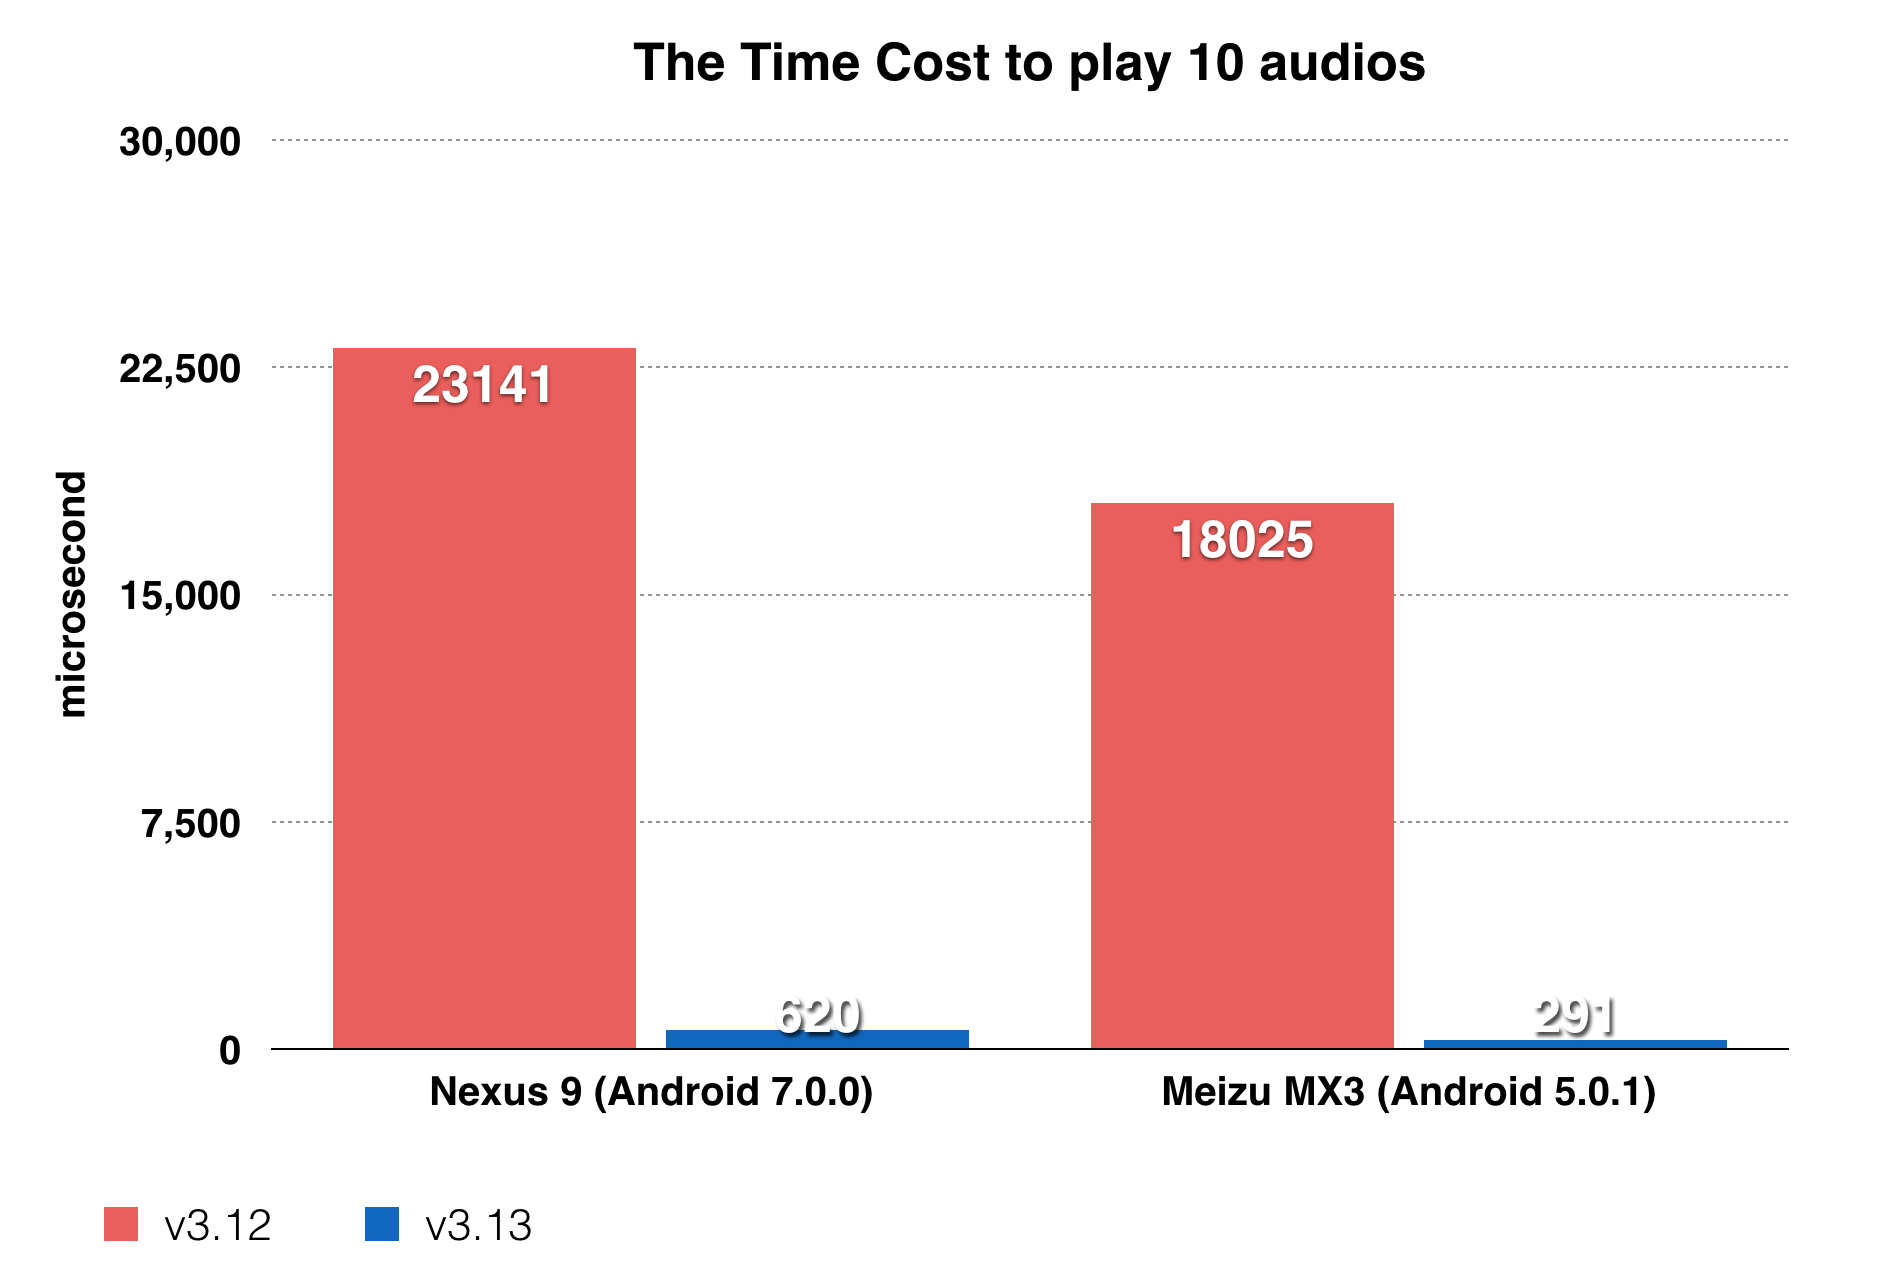 The Time Cost to play 10 audios
30,000
22,500
15,000
7,500
0
microsecond
23141
620
18025
291
Nexus 9 (Android 7.0.0)
Meizu MX3 (Android 5.0.1)
v3.12
v3.13